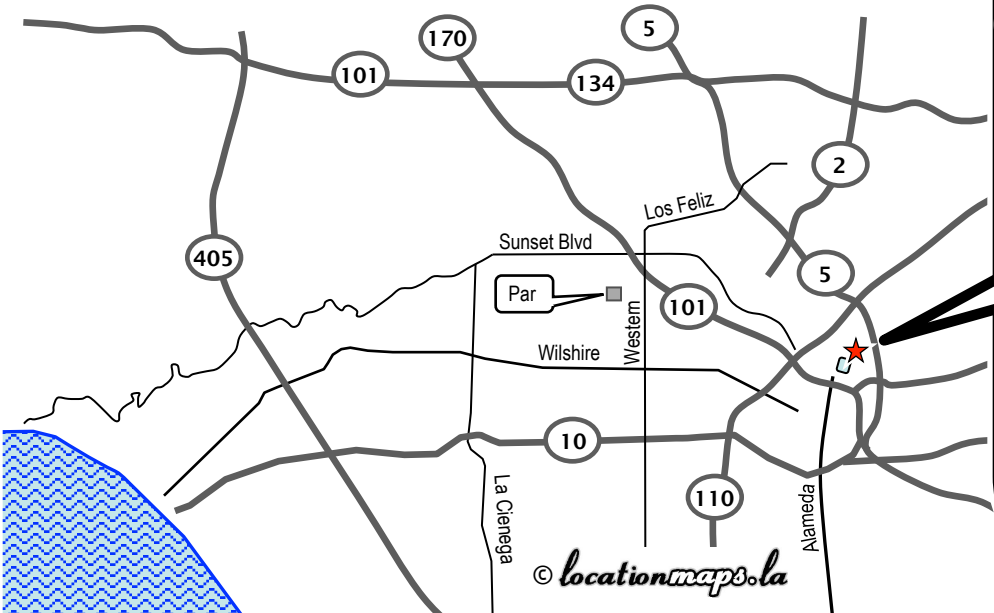 5
170
101
134
2
Los Feliz
Sunset Blvd
405
5
Par
101
Western
Wilshire
10
La Cienega
110
Alameda
© locationmaps.la